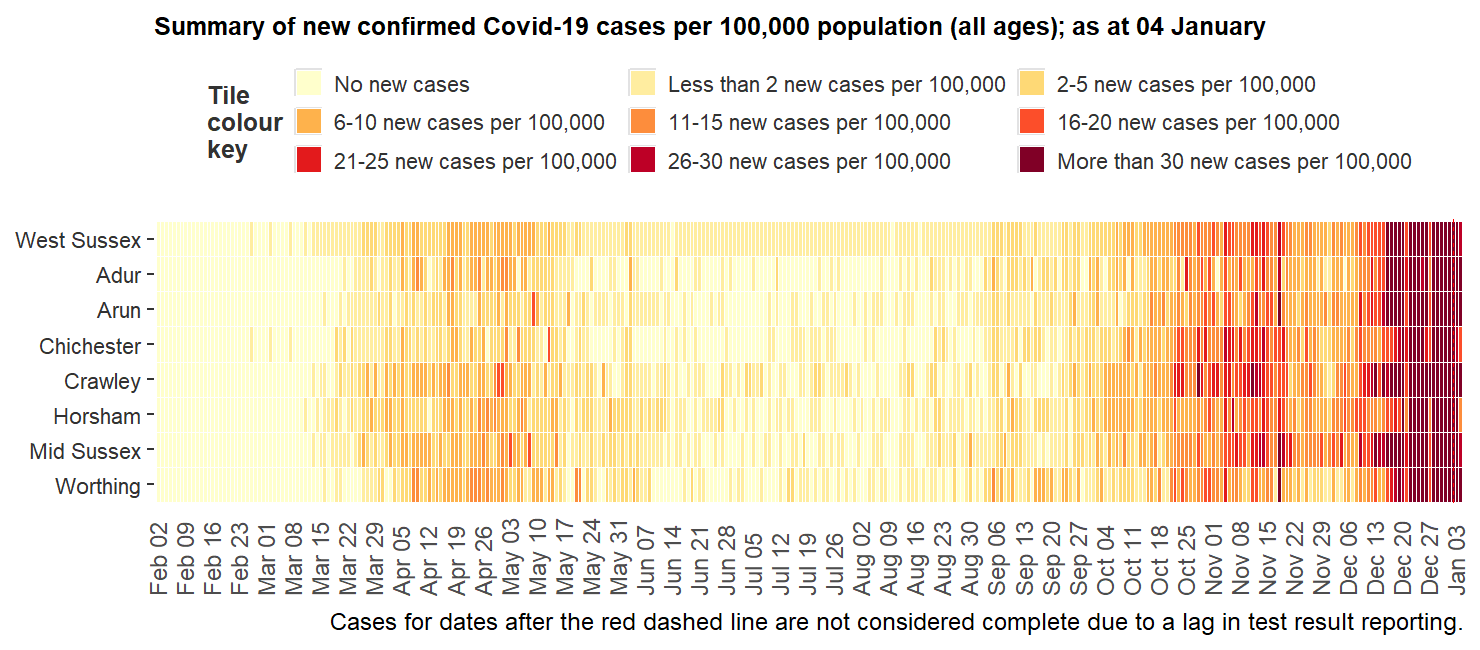 Summary of new confirmed Covid-19 cases per 100,000 population (all ages); as at 04 January
Tile
colour
key
No new cases
Less than 2 new cases per 100,000
2-5 new cases per 100,000
6-10 new cases per 100,000
11-15 new cases per 100,000
16-20 new cases per 100,000
21-25 new cases per 100,000
26-30 new cases per 100,000
More than 30 new cases per 100,000
West Sussex
Adur
Arun
Chichester
Crawley
Horsham
Mid Sussex
Worthing
Feb 02
Feb 09
Feb 16
Feb 23
Mar 01
Mar 08
Mar 15
Mar 22
Mar 29
Apr 05
Apr 12
Apr 19
Apr 26
May 03
May 10
May 17
May 24
May 31
Jun 07
Jun 14
Jun 21
Jun 28
Jul 05
Jul 12
Jul 19
Jul 26
Aug 02
Aug 09
Aug 16
Aug 23
Aug 30
Sep 06
Sep 13
Sep 20
Sep 27
Oct 04
Oct 11
Oct 18
Oct 25
Nov 01
Nov 08
Nov 15
Nov 22
Nov 29
Dec 06
Dec 13
Dec 20
Dec 27
Jan 03
Cases for dates after the red dashed line are not considered complete due to a lag in test result reporting.